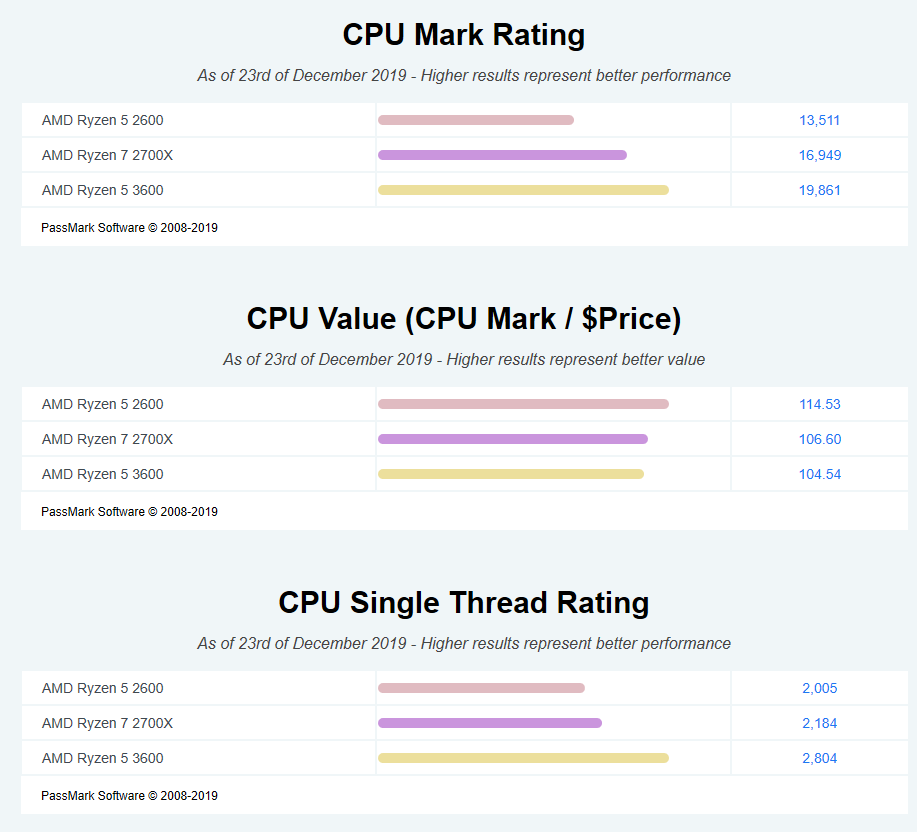 CPU Mark Rating
As of 23rd of December 2019 - Higher results represent better performance
AMD Ryzen 5 2600 13,511
AMD Ryzen 7 2700X 16,949
AMD Ryzen 5 3600 19,861
PassMark Software © 2008-2019
CPU Value (CPU Mark / $Price)
As of 23rd of December 2019 - Higher results represent better value
AMD Ryzen 5 2600 114.53
AMD Ryzen 7 2700X 106.60
AMD Ryzen 5 3600 104.54
PassMark Software © 2008-2019
CPU Single Thread Rating
As of 23rd of December 2019 - Higher results represent better performance
AMD Ryzen 5 2600 2,005
AMD Ryzen 7 2700X 2,184
AMD Ryzen 5 3600 2,804
PassMark Software © 2008-2019